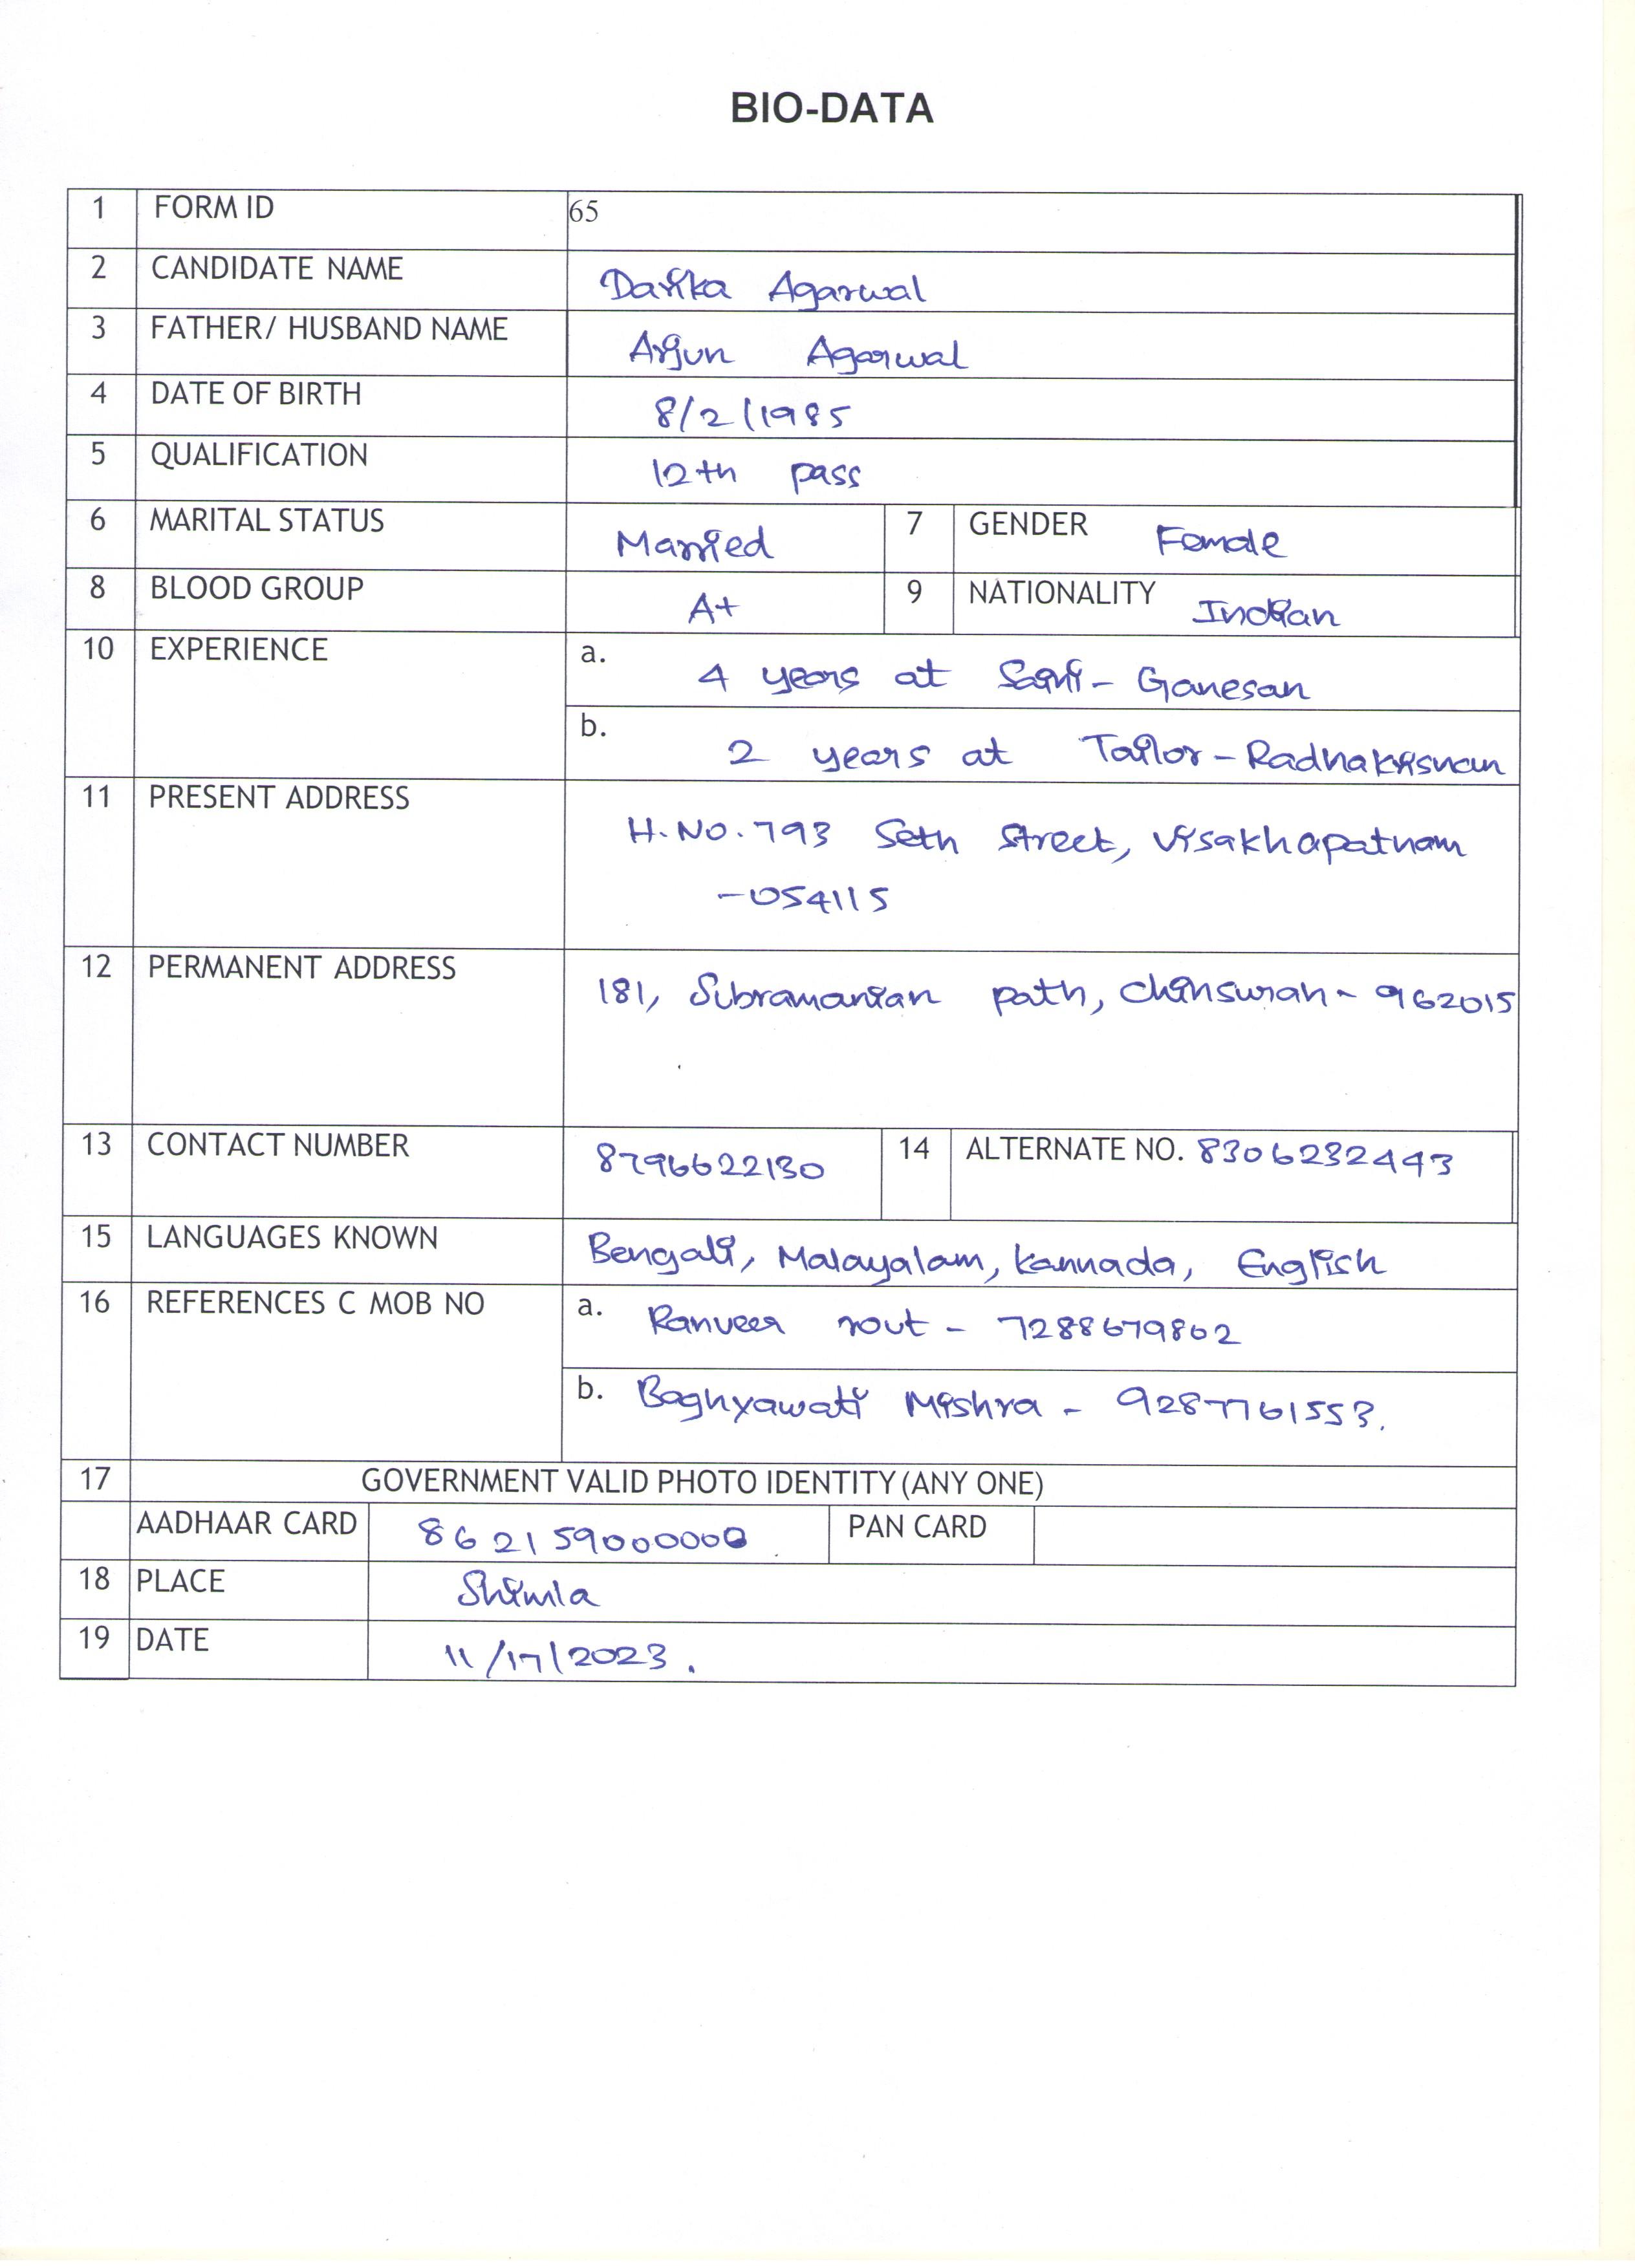 BIO-DATA
1 FORM ID 65
2 CANDIDATE NAME Darika Agarwal
3 FATHER/ HUSBAND NAME Arjun Agarwal
4 DATE OF BIRTH 8/2/1985
5 QUALIFICATION 12th pass
6 MARITAL STATUS Married 7 GENDER Female
8 BLOOD GROUP A+ 9 NATIONALITY Indian
10 EXPERIENCE a. 4 years at Saini- Ganesan
b. 2 years at Tailor-Radhakrisnan
11 PRESENT ADDRESS H.No.793 Seth Street, Visakhapatnam
-054115
12 PERMANENT ADDRESS 181, Subramanian path, Chinsurah- 962015
13 CONTACT NUMBER 8796622130 14 ALTERNATE NO. 8306232443
15 LANGUAGES KNOWN Bengali, Malayalam, Kannada, English
16 REFERENCES C MOB NO a. Ranveer rout - 7288679862
b. Baghyawati Mishra - 9287761553.
17 GOVERNMENT VALID PHOTO IDENTITY (ANY ONE)
AADHAAR CARD 862159000000 PAN CARD
18 PLACE Shimla
19 DATE 11/17/2023.